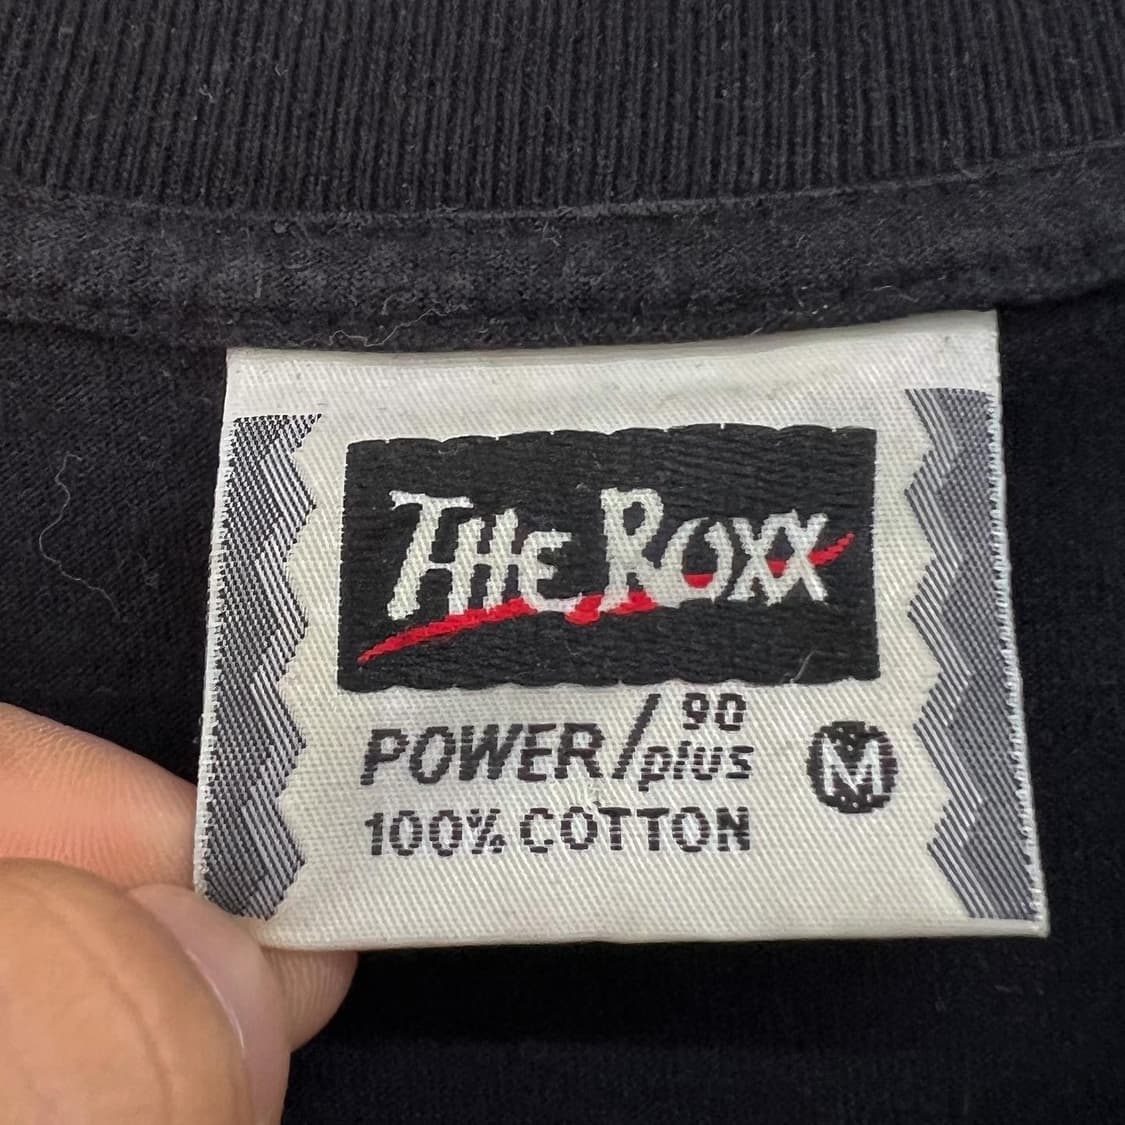 THE ROXX
POWER/90 plus
M
100% COTTON